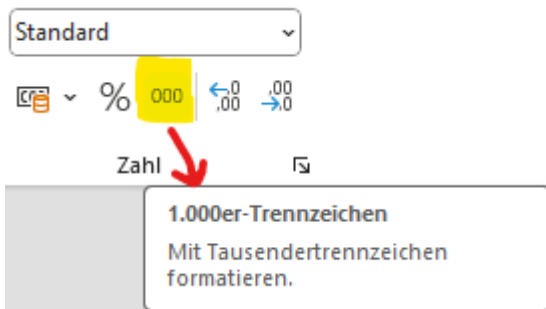 Standard
% 000 ←0 ,00 ,00 →,0
Zahl
1.000er-Trennzeichen
Mit Tausendertrennzeichen
formatieren.